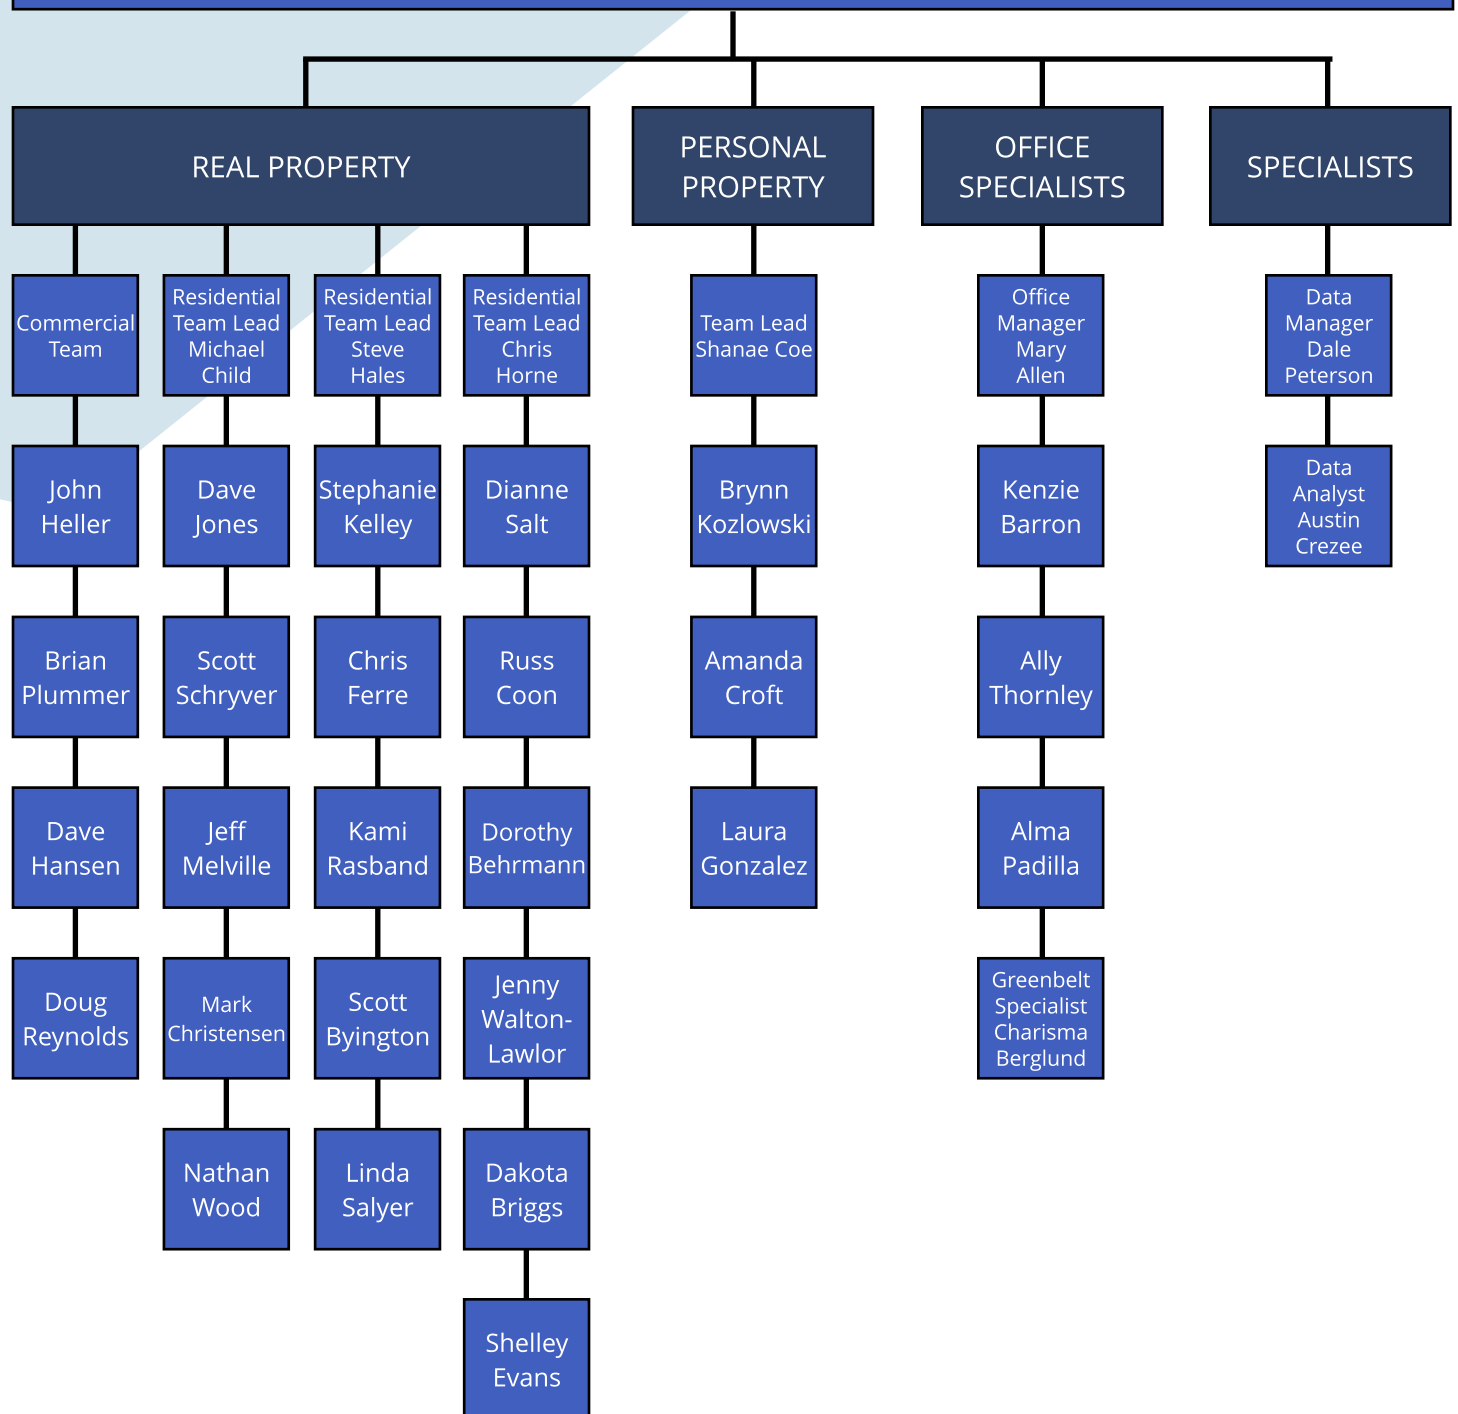 REAL PROPERTY
PERSONAL
PROPERTY
OFFICE
SPECIALISTS
SPECIALISTS
Commercial
Team
Residential
Team Lead
Michael
Child
Residential
Team Lead
Steve
Hales
Residential
Team Lead
Chris
Horne
Team Lead
Shanae Coe
Office
Manager
Mary
Allen
Data
Manager
Dale
Peterson
John
Heller
Dave
Jones
Stephanie
Kelley
Dianne
Salt
Brynn
Kozlowski
Kenzie
Barron
Data
Analyst
Austin
Crezee
Brian
Plummer
Scott
Schryver
Chris
Ferre
Russ
Coon
Amanda
Croft
Ally
Thornley
Dave
Hansen
Jeff
Melville
Kami
Rasband
Dorothy
Behrmann
Laura
Gonzalez
Alma
Padilla
Doug
Reynolds
Mark
Christensen
Scott
Byington
Jenny
Walton-
Lawlor
Greenbelt
Specialist
Charisma
Berglund
Nathan
Wood
Linda
Salyer
Dakota
Briggs
Shelley
Evans